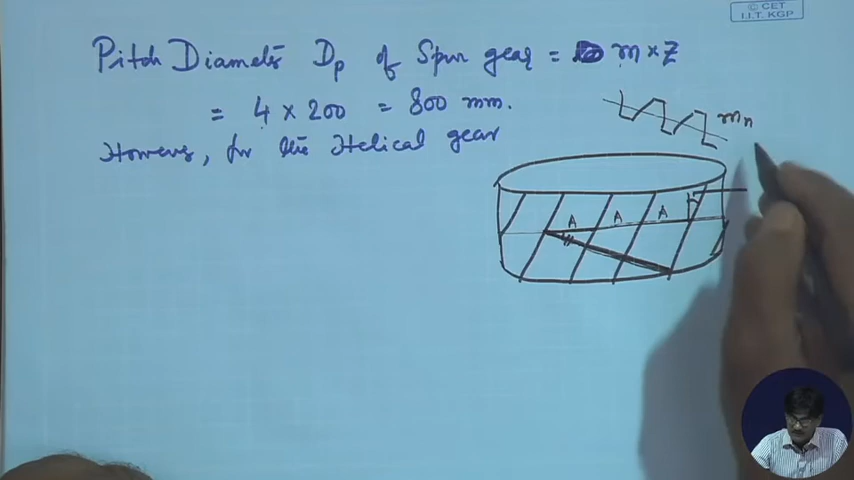 © CET
I.I.T. KGP
Pitch Diameter Dp of Spur gear = m × Z
= 4 × 200 = 800 mm.
However, for the Helical gear
mn
A A A